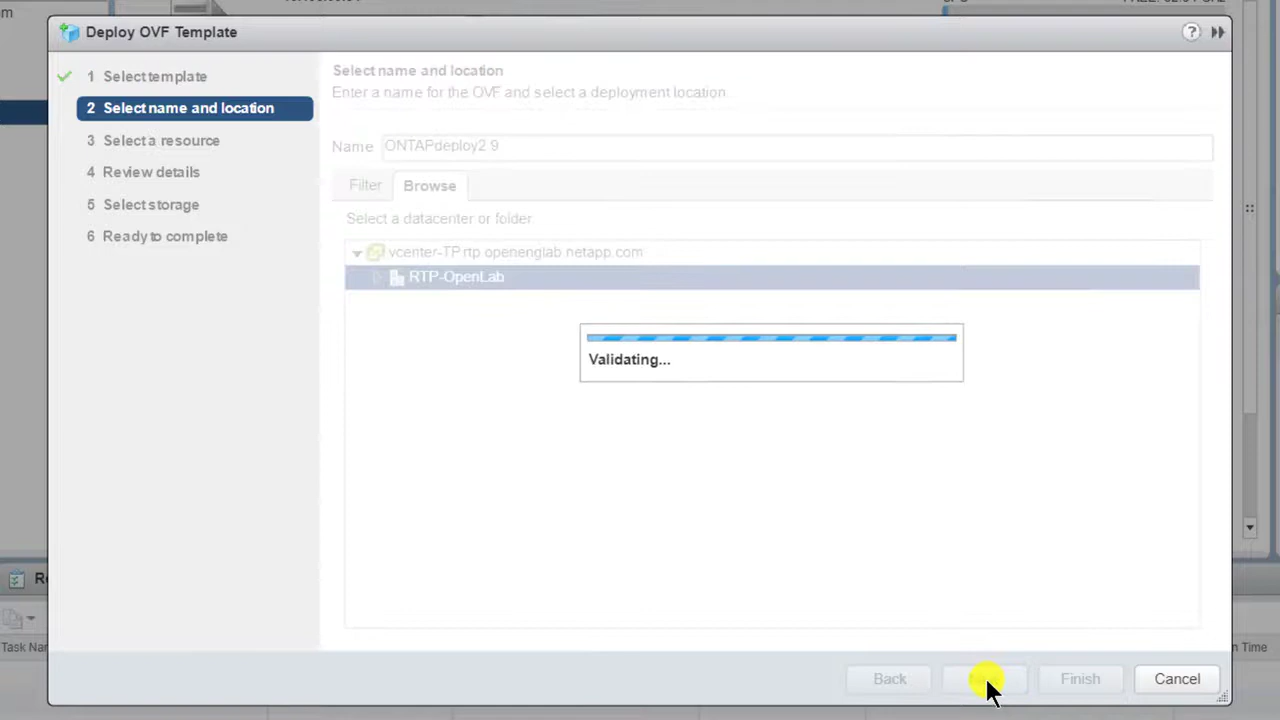 Deploy OVF Template
1 Select template
2 Select name and location
3 Select a resource
4 Review details
5 Select storage
6 Ready to complete
Select name and location
Enter a name for the OVF and select a deployment location.
Name ONTAPdeploy2 9
Filter Browse
Select a datacenter or folder
vcenter-TP rtp openenglab netapp.com
RTP-OpenLab
Validating...
Task Na
n Time
Back
Finish
Cancel